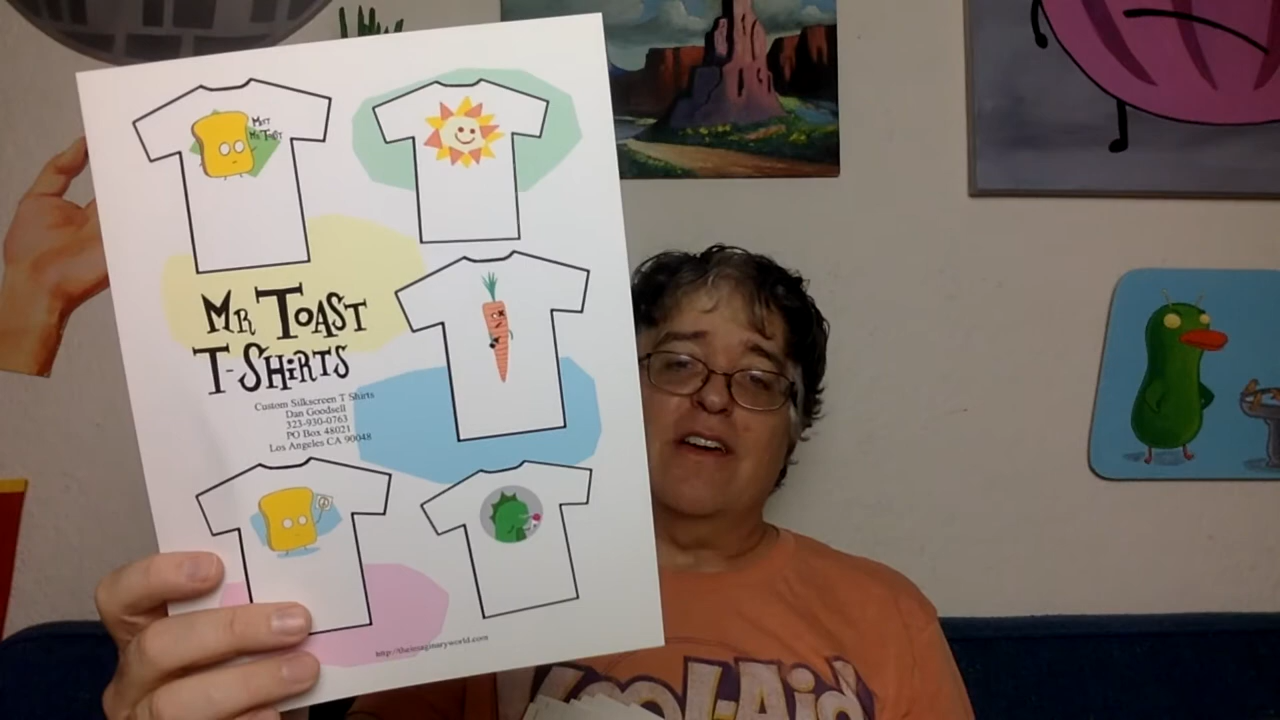 MEET
MR TOAST
MR TOAST
T-SHIRTS
Custom Silkscreen T Shirts
Dan Goodsell
323-930-0763
PO Box 48021
Los Angeles CA 90048
http://theimaginaryworld.com
Kool-Aid